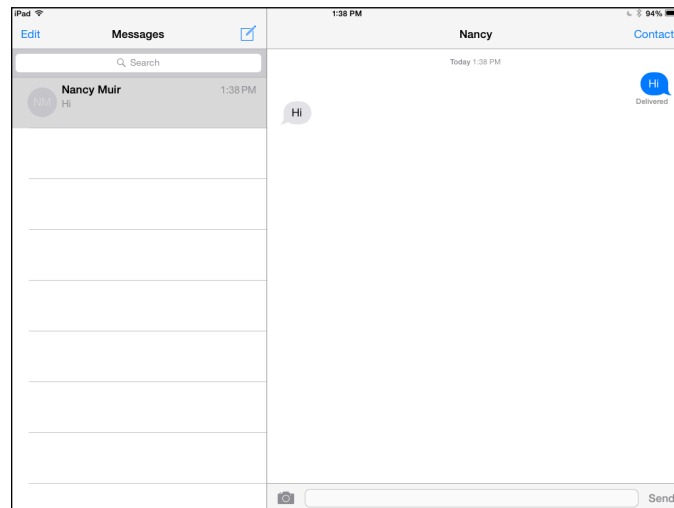 iPad 1:38 PM 94%
Edit Messages
Search
NM Nancy Muir 1:38 PM
Hi
Nancy Contact
Today 1:38 PM
Hi
Delivered
Hi
Send